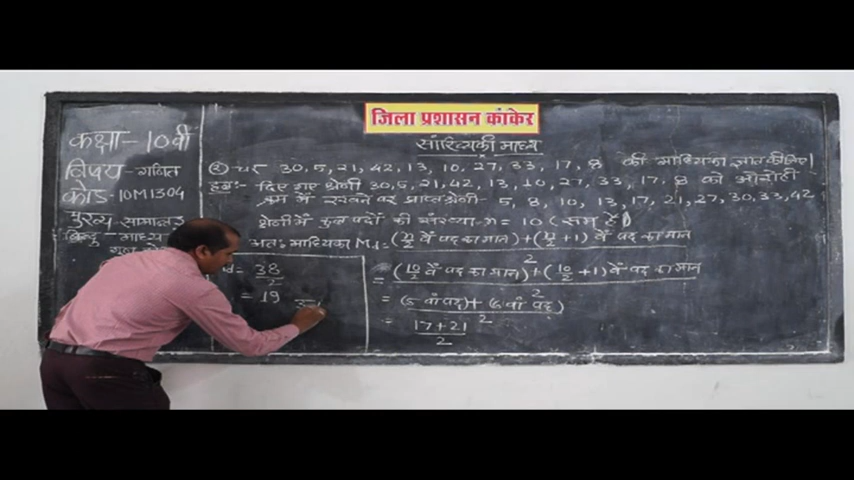 जिला प्रशासन कांकेर
सांख्यिकी माध्य
कक्षा - 10वी
विषय - गणित
कोड - 10M1304
मुख्य - सामान्तर
बिन्दु माध्य
② पद 30, 5, 21, 42, 13, 10, 27, 33, 17, 8 की माध्यिका ज्ञात कीजिए।
हल:- दिए गए श्रेणी 30, 5, 21, 42, 13, 10, 27, 33, 17, 8 को आरोही
क्रम में रखने पर प्राप्त श्रेणी - 5, 8, 10, 13, 17, 21, 27, 30, 33, 42
श्रेणी में कुल पदों की संख्या - n = 10 (सम है)
अतः माध्यिका Md = (n/2 वें पद का मान) + (n/2 + 1) वें पद का मान / 2
= (10/2 वें पद का मान) + (10/2 + 1) वें पद का मान / 2
= (5 वां पद) + (6 वां पद) / 2
= 17 + 21 / 2
d = 38 / 2
= 19